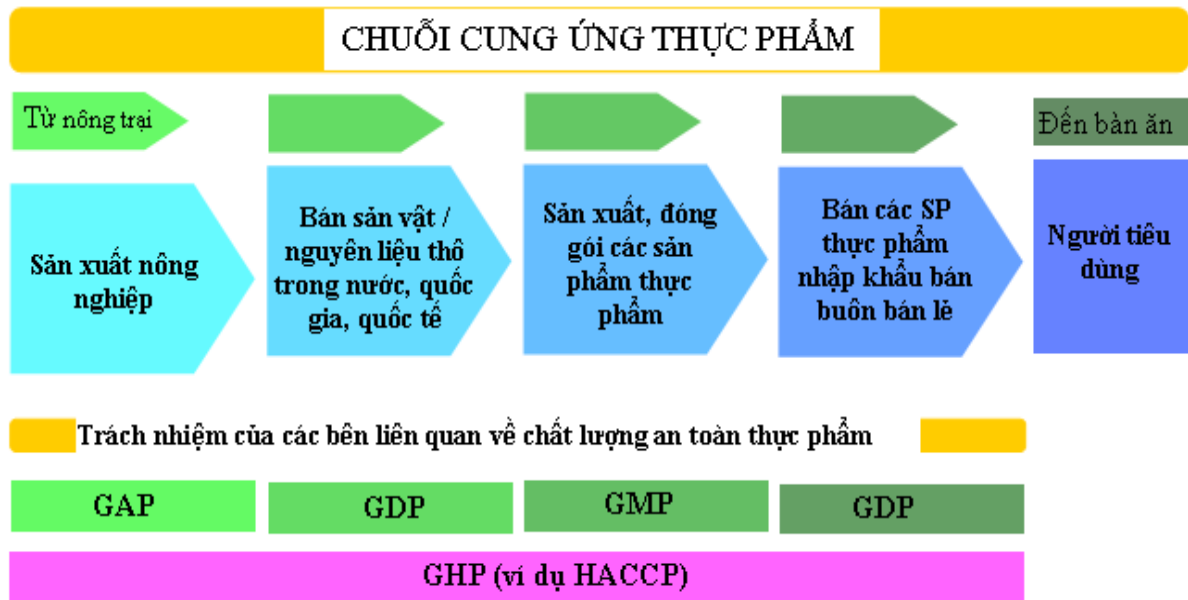 CHUỖI CUNG ỨNG THỰC PHẨM
Từ nông trại
Đến bàn ăn
Sản xuất nông
nghiệp
Bán sản vật /
nguyên liệu thô
trong nước, quốc
gia, quốc tế
Sản xuất, đóng
gói các sản
phẩm thực
phẩm
Bán các SP
thực phẩm
nhập khẩu bán
buôn bán lẻ
Người tiêu
dùng
Trách nhiệm của các bên liên quan về chất lượng an toàn thực phẩm
GAP
GDP
GMP
GDP
GHP (ví dụ HACCP)